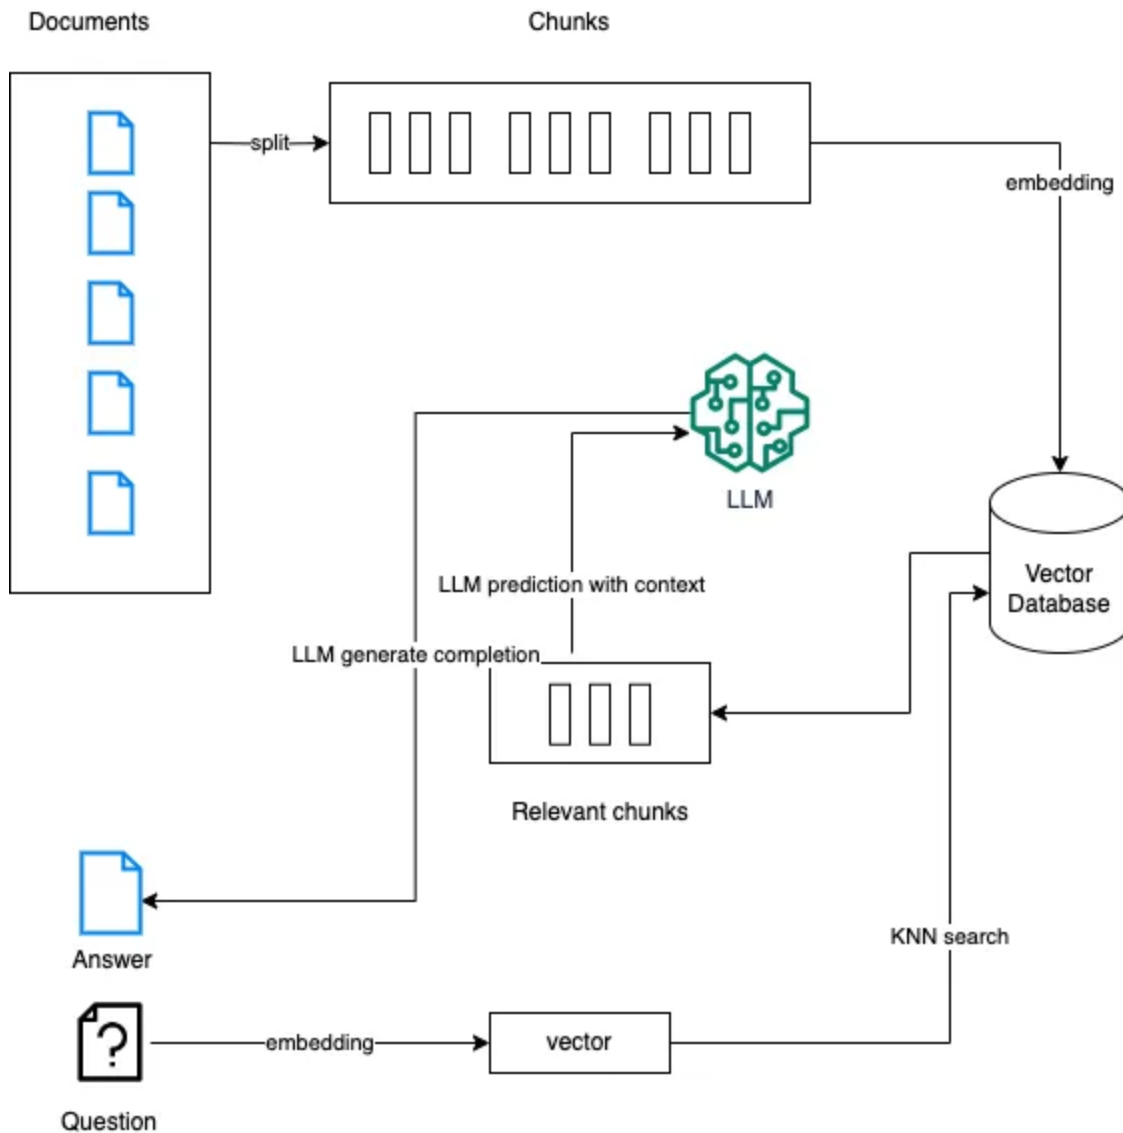 Documents
Chunks
split
embedding
LLM
Vector
Database
LLM prediction with context
LLM generate completion
Relevant chunks
KNN search
Answer
?
embedding
vector
Question